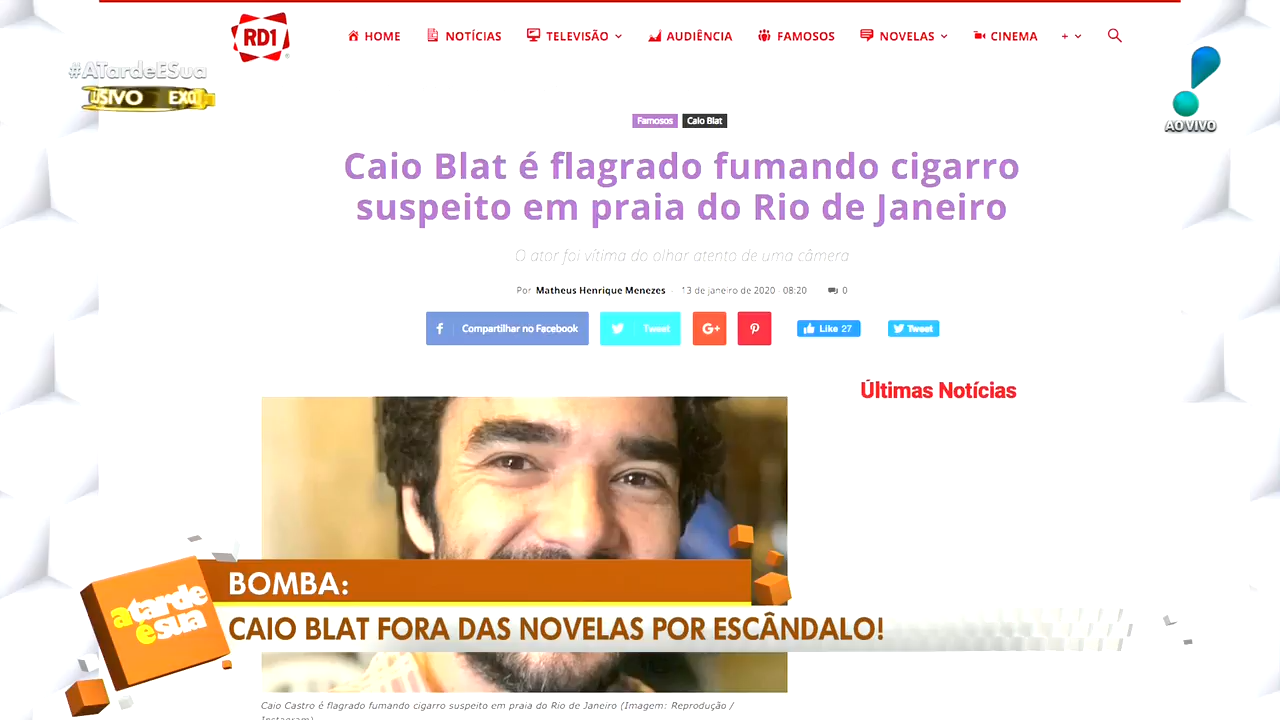 RD1
HOME
NOTÍCIAS
TELEVISÃO
AUDIÊNCIA
FAMOSOS
NOVELAS
CINEMA
+
#ATardeESua
USIVO EXCL
AO VIVO
Famosos
Caio Blat
Caio Blat é flagrado fumando cigarro
suspeito em praia do Rio de Janeiro
O ator foi vítima do olhar atento de uma câmera
Por Matheus Henrique Menezes - 13 de janeiro de 2020 - 08:20 0
Compartilhar no Facebook
Tweet
G+
Like 27
Tweet
Últimas Notícias
BOMBA:
a tarde
é sua
CAIO BLAT FORA DAS NOVELAS POR ESCÂNDALO!
Caio Castro é flagrado fumando cigarro suspeito em praia do Rio de Janeiro (Imagem: Reprodução /
Instagram)